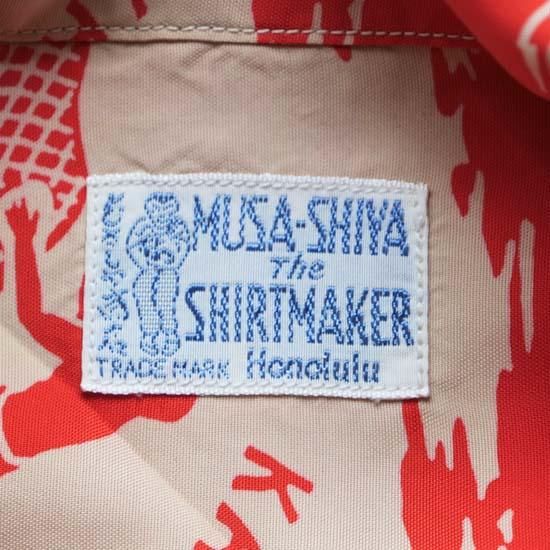 MUSA-SHIYA
The
SHIRTMAKER
TRADE MARK Honolulu
K